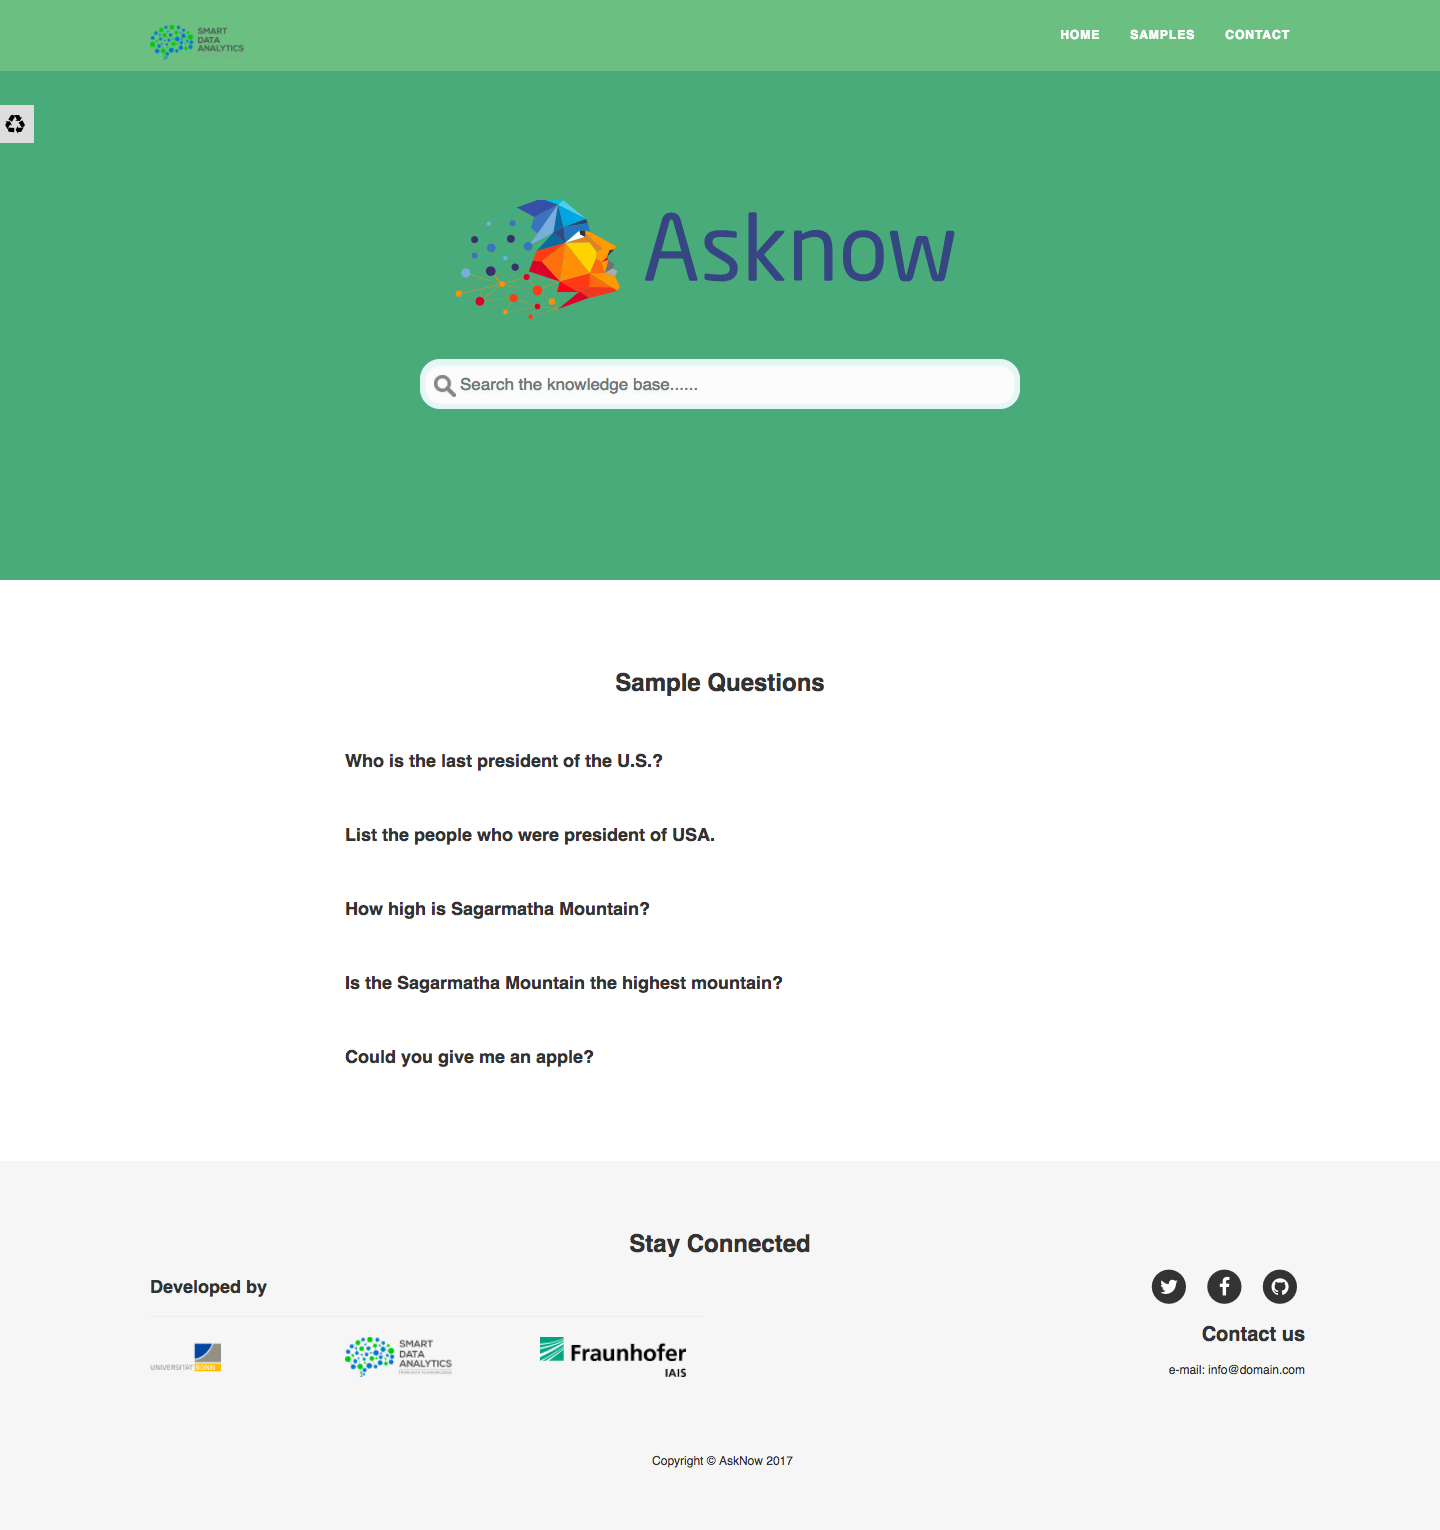 SMART
DATA
ANALYTICS
HOME SAMPLES CONTACT
Asknow
Search the knowledge base......
Sample Questions
Who is the last president of the U.S.?
List the people who were president of USA.
How high is Sagarmatha Mountain?
Is the Sagarmatha Mountain the highest mountain?
Could you give me an apple?
Stay Connected
Developed by
UNIVERSITÄT BONN
SMART
DATA
ANALYTICS
Fraunhofer
IAIS
Contact us
e-mail: info@domain.com
Copyright © AskNow 2017